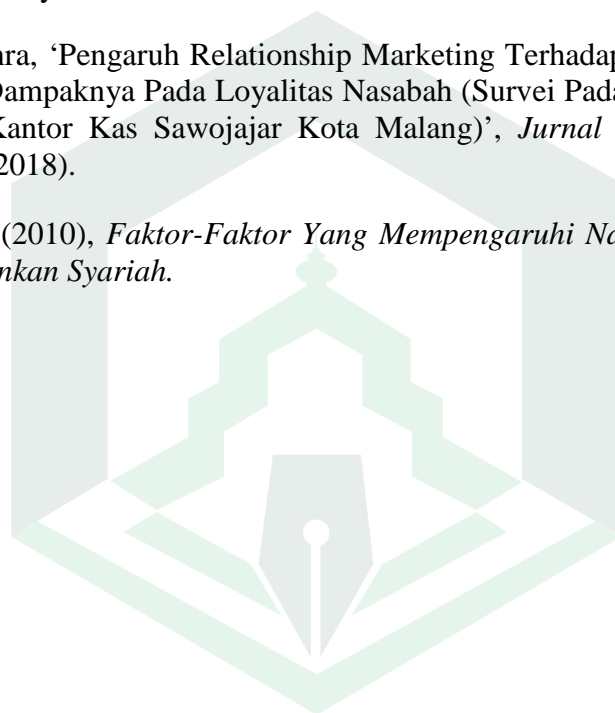 nra, ‘Pengaruh Relationship Marketing Terhadap
Dampaknya Pada Loyalitas Nasabah (Survei Pada
Kantor Kas Sawojajar Kota Malang)’, Jurnal
2018).
(2010), Faktor-Faktor Yang Mempengaruhi Na
nkan Syariah.